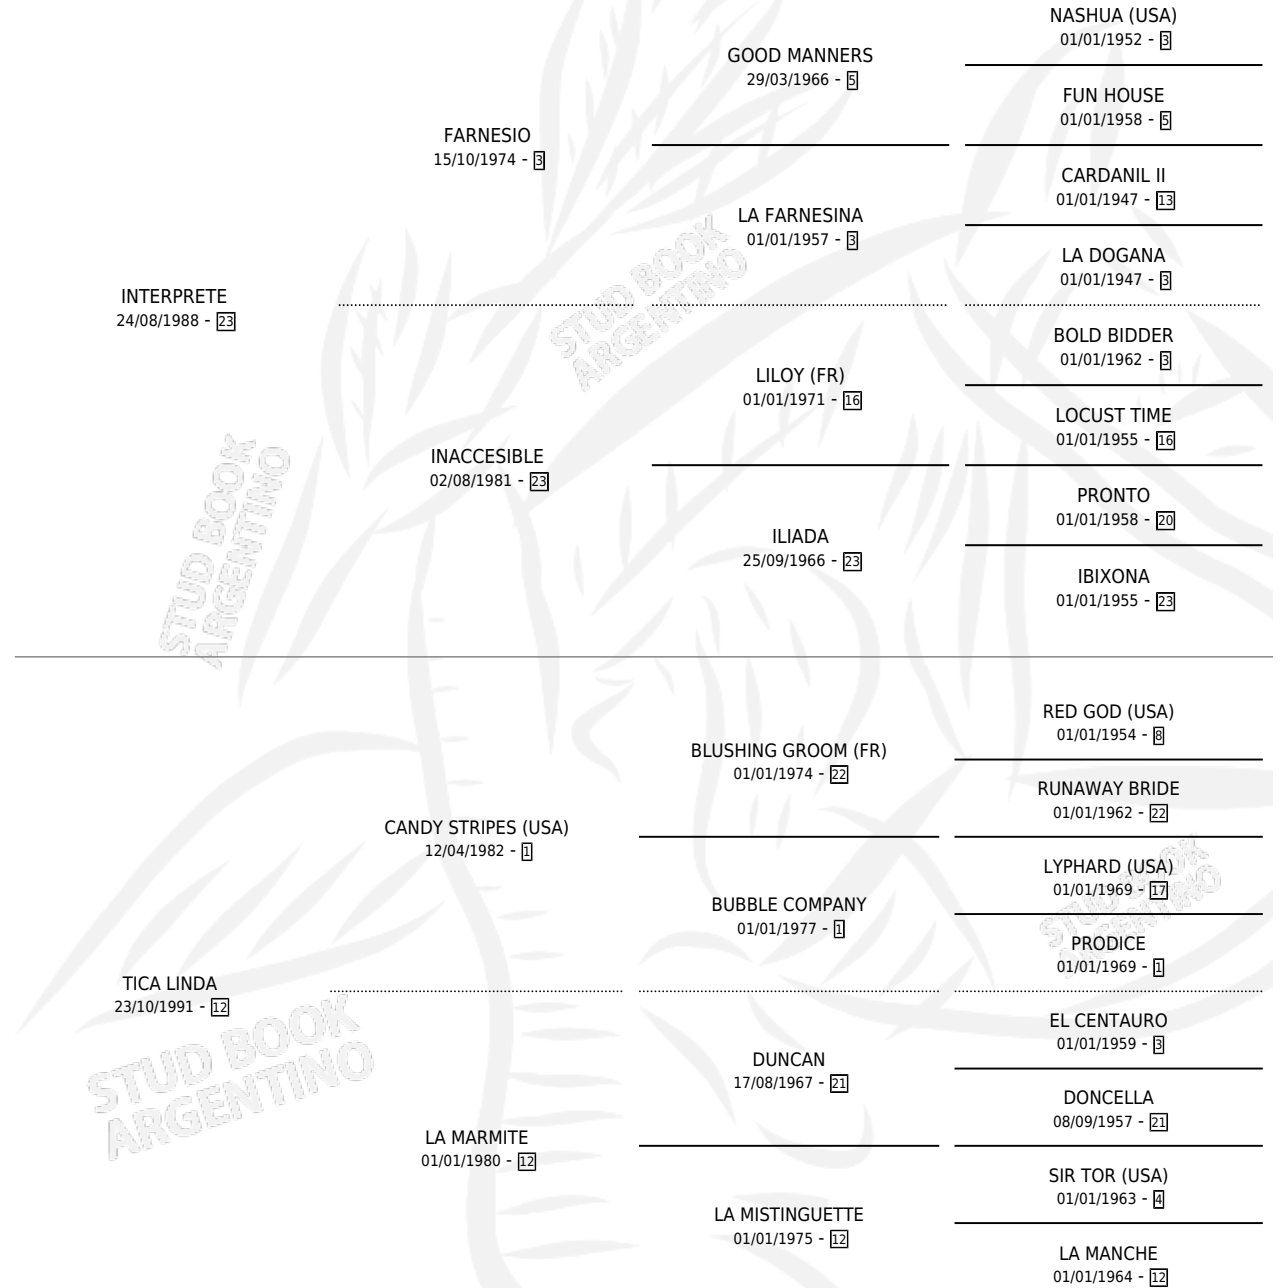 NASHUA (USA)
01/01/1952 - 3
GOOD MANNERS
29/03/1966 - 5
FUN HOUSE
01/01/1958 - 5
FARNESIO
15/10/1974 - 3
CARDANIL II
01/01/1947 - 13
LA FARNESINA
01/01/1957 - 3
LA DOGANA
01/01/1947 - 3
INTERPRETE
24/08/1988 - 23
BOLD BIDDER
01/01/1962 - 3
LILOY (FR)
01/01/1971 - 16
LOCUST TIME
01/01/1955 - 16
INACCESIBLE
02/08/1981 - 23
PRONTO
01/01/1958 - 20
ILIADA
25/09/1966 - 23
IBIXONA
01/01/1955 - 23
STUD BOOK
ARGENTINO
STUD BOOK
ARGENTINO
RED GOD (USA)
01/01/1954 - 8
BLUSHING GROOM (FR)
01/01/1974 - 22
RUNAWAY BRIDE
01/01/1962 - 22
CANDY STRIPES (USA)
12/04/1982 - 1
LYPHARD (USA)
01/01/1969 - 17
BUBBLE COMPANY
01/01/1977 - 1
PRODICE
01/01/1969 - 1
TICA LINDA
23/10/1991 - 12
EL CENTAURO
01/01/1959 - 3
DUNCAN
17/08/1967 - 21
DONCELLA
08/09/1957 - 21
LA MARMITE
01/01/1980 - 12
SIR TOR (USA)
01/01/1963 - 4
LA MISTINGUETTE
01/01/1975 - 12
LA MANCHE
01/01/1964 - 12
STUD BOOK
ARGENTINO
STUD BOOK
ARGENTINO